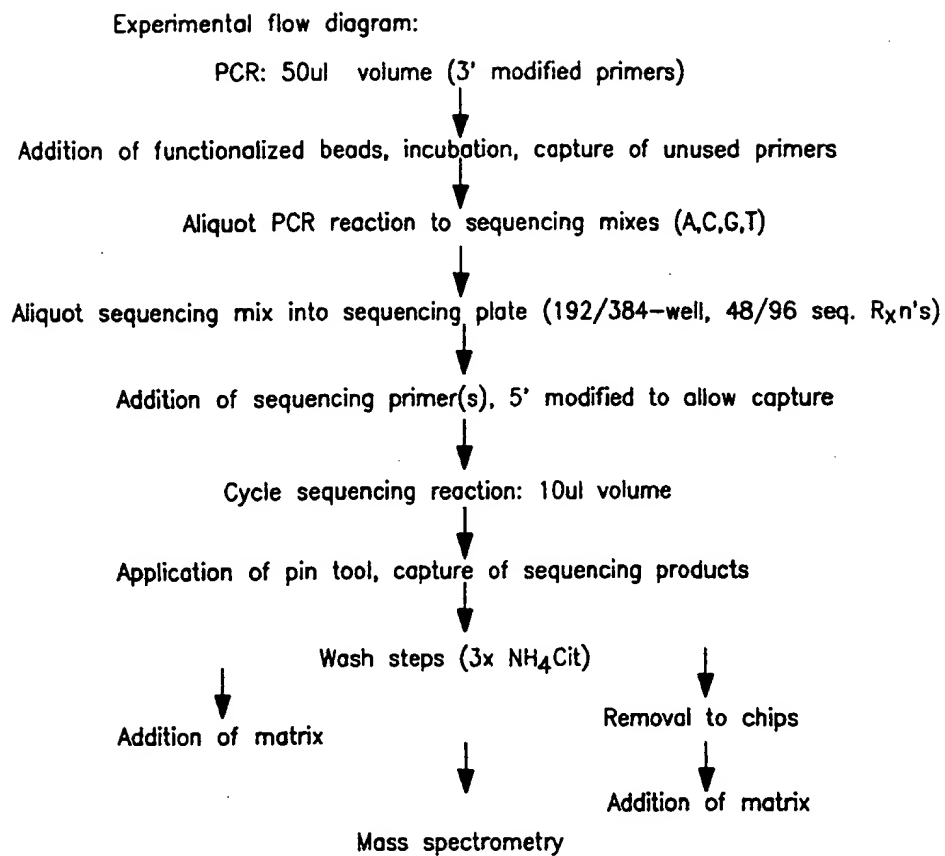 Experimental flow diagram:
PCR: 50ul volume (3' modified primers)
Addition of functionalized beads, incubation, capture of unused primers
Aliquot PCR reaction to sequencing mixes (A,C,G,T)
Aliquot sequencing mix into sequencing plate (192/384-well, 48/96 seq. RXn's)
Addition of sequencing primer(s), 5' modified to allow capture
Cycle sequencing reaction: 10ul volume
Application of pin tool, capture of sequencing products
Wash steps (3x NH4Cit)
Addition of matrix
Removal to chips
Addition of matrix
Mass spectrometry